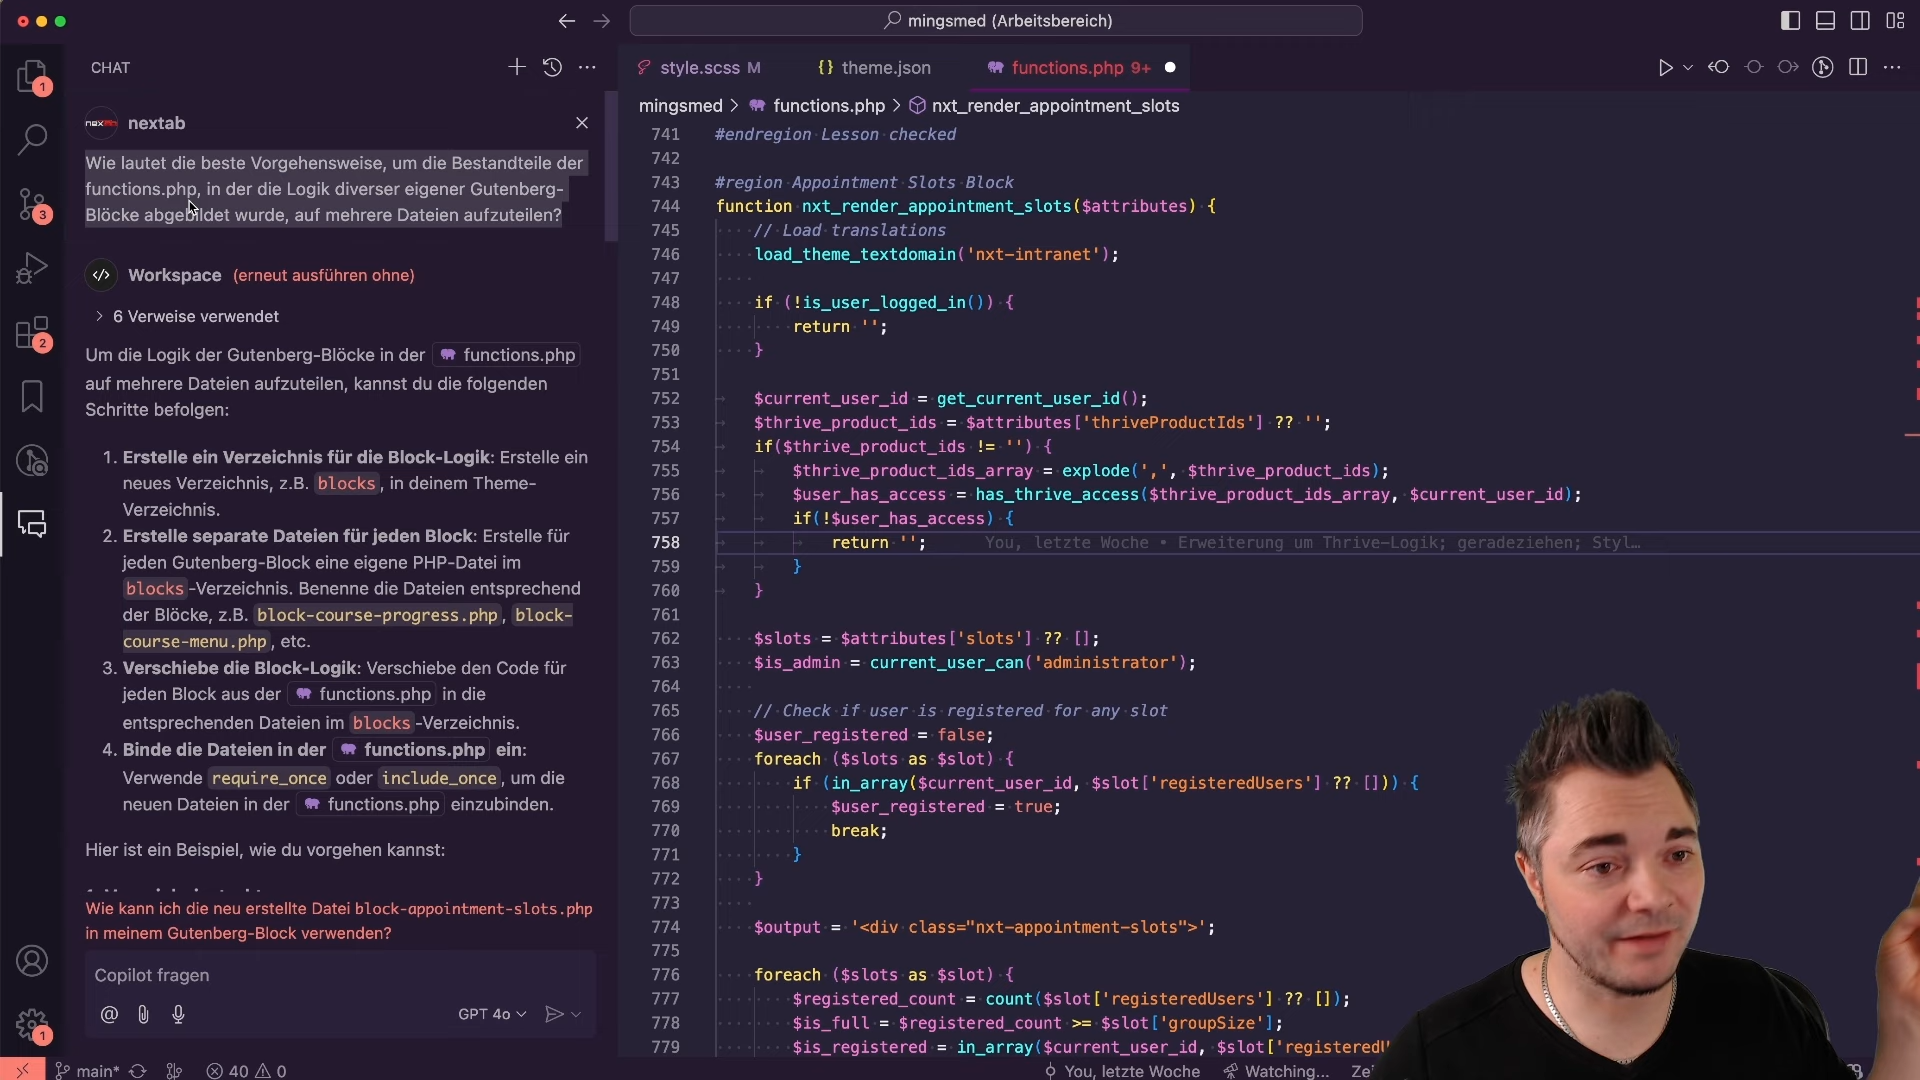 mingsmed (Arbeitsbereich)
CHAT
style.scss M
theme.json
functions.php 9+
1
3
2
1
nextab
nextab
mingsmed > functions.php > nxt_render_appointment_slots
Wie lautet die beste Vorgehensweise, um die Bestandteile der
functions.php, in der die Logik diverser eigener Gutenberg-
Blöcke abgebildet wurde, auf mehrere Dateien aufzuteilen?
Workspace (erneut ausführen ohne)
6 Verweise verwendet
Um die Logik der Gutenberg-Blöcke in der functions.php
auf mehrere Dateien aufzuteilen, kannst du die folgenden
Schritte befolgen:
1. Erstelle ein Verzeichnis für die Block-Logik: Erstelle ein
neues Verzeichnis, z.B. blocks, in deinem Theme-
Verzeichnis.
2. Erstelle separate Dateien für jeden Block: Erstelle für
jeden Gutenberg-Block eine eigene PHP-Datei im
blocks-Verzeichnis. Benenne die Dateien entsprechend
der Blöcke, z.B. block-course-progress.php, block-
course-menu.php, etc.
3. Verschiebe die Block-Logik: Verschiebe den Code für
jeden Block aus der functions.php in die
entsprechenden Dateien im blocks-Verzeichnis.
4. Binde die Dateien in der functions.php ein:
Verwende require_once oder include_once, um die
neuen Dateien in der functions.php einzubinden.
Hier ist ein Beispiel, wie du vorgehen kannst:
Wie kann ich die neu erstellte Datei block-appointment-slots.php
in meinem Gutenberg-Block verwenden?
Copilot fragen
GPT 4o
741 #endregion Lesson checked
742
743 #region Appointment Slots Block
744 function nxt_render_appointment_slots($attributes) {
745 // Load translations
746 load_theme_textdomain('nxt-intranet');
747
748 if (!is_user_logged_in()) {
749 return '';
750 }
751
752 $current_user_id = get_current_user_id();
753 $thrive_product_ids = $attributes['thriveProductIds'] ?? '';
754 if($thrive_product_ids != '') {
755 $thrive_product_ids_array = explode(',', $thrive_product_ids);
756 $user_has_access = has_thrive_access($thrive_product_ids_array, $current_user_id);
757 if(!$user_has_access) {
758 return ''; You, letzte Woche • Erweiterung um Thrive-Logik; geradeziehen; Styl…
759 }
760 }
761
762 $slots = $attributes['slots'] ?? [];
763 $is_admin = current_user_can('administrator');
764
765 // Check if user is registered for any slot
766 $user_registered = false;
767 foreach ($slots as $slot) {
768 if (in_array($current_user_id, $slot['registeredUsers'] ?? [])) {
769 $user_registered = true;
770 break;
771 }
772 }
773
774 $output = '<div class="nxt-appointment-slots">';
775
776 foreach ($slots as $slot) {
777 $registered_count = count($slot['registeredUsers'] ?? []);
778 $is_full = $registered_count >= $slot['groupSize'];
779 $is_registered = in_array($current_user_id, $slot['registeredU
main* 40 0
You, letzte Woche Watching...